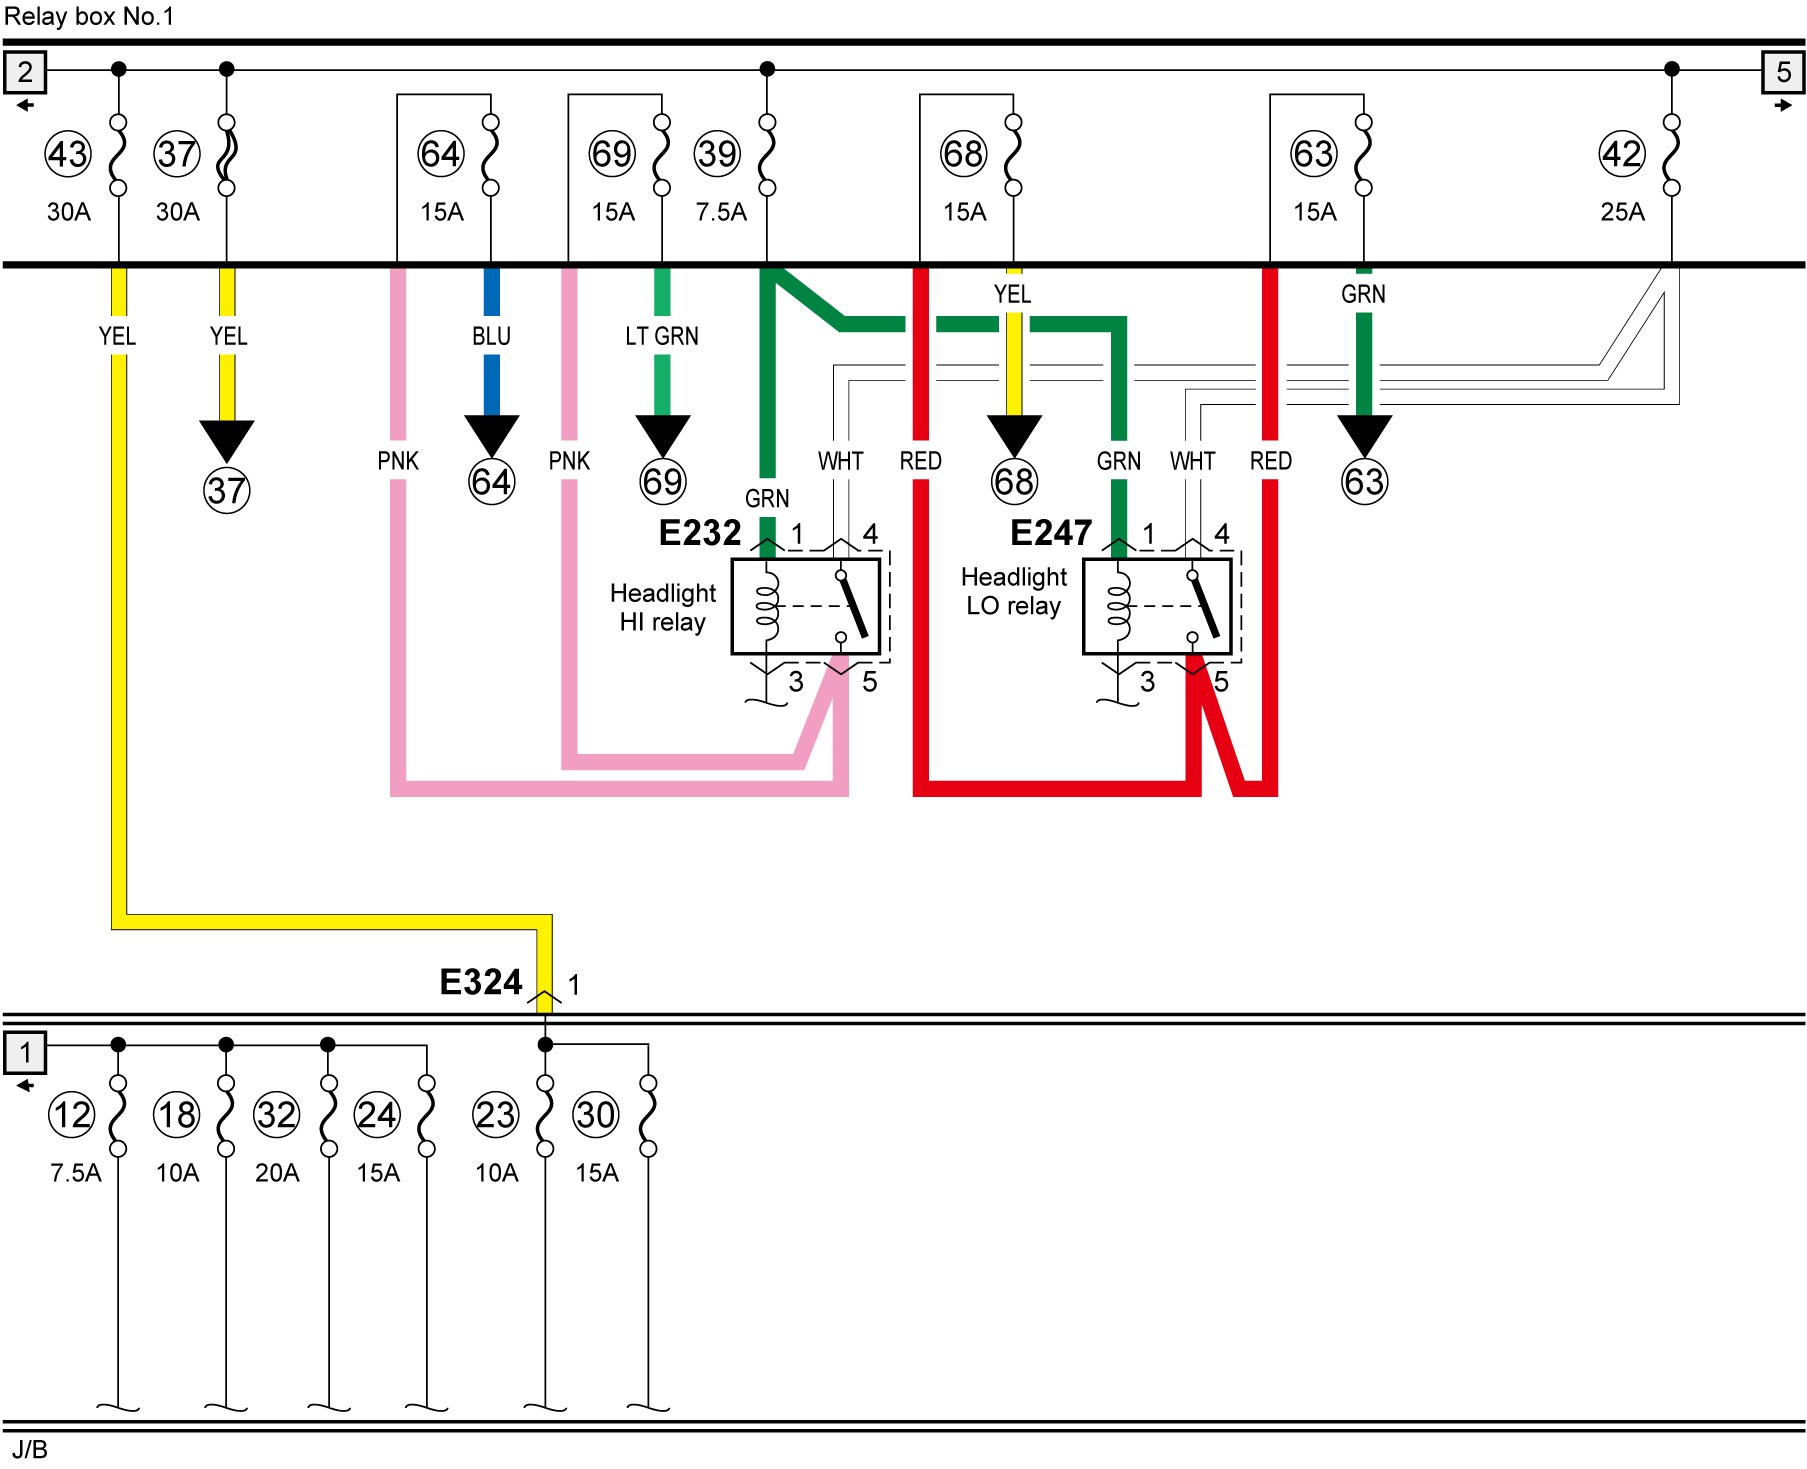 Relay box No.1
2
5
43
37
64
69
39
68
63
42
30A
30A
15A
15A
7.5A
15A
15A
25A
YEL
GRN
YEL
YEL
BLU
LT GRN
PNK
PNK
WHT
RED
GRN
WHT
RED
37
64
69
68
63
GRN
E232
1
4
E247
1
4
Headlight
HI relay
Headlight
LO relay
3
5
3
5
E324
1
1
12
18
32
24
23
30
7.5A
10A
20A
15A
10A
15A
J/B